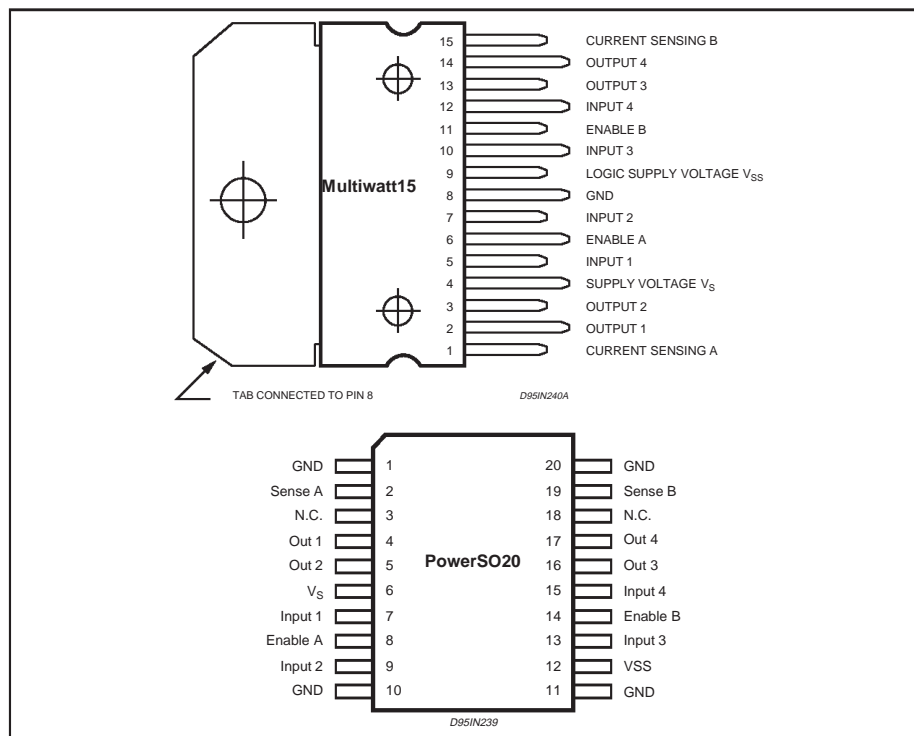 15 CURRENT SENSING B
14 OUTPUT 4
13 OUTPUT 3
12 INPUT 4
11 ENABLE B
10 INPUT 3
9 LOGIC SUPPLY VOLTAGE VSS
Multiwatt15
8 GND
7 INPUT 2
6 ENABLE A
5 INPUT 1
4 SUPPLY VOLTAGE VS
3 OUTPUT 2
2 OUTPUT 1
1 CURRENT SENSING A
TAB CONNECTED TO PIN 8
D95IN240A
GND 1 20 GND
Sense A 2 19 Sense B
N.C. 3 18 N.C.
Out 1 4 17 Out 4
Out 2 5 PowerSO20 16 Out 3
VS 6 15 Input 4
Input 1 7 14 Enable B
Enable A 8 13 Input 3
Input 2 9 12 VSS
GND 10 11 GND
D95IN239